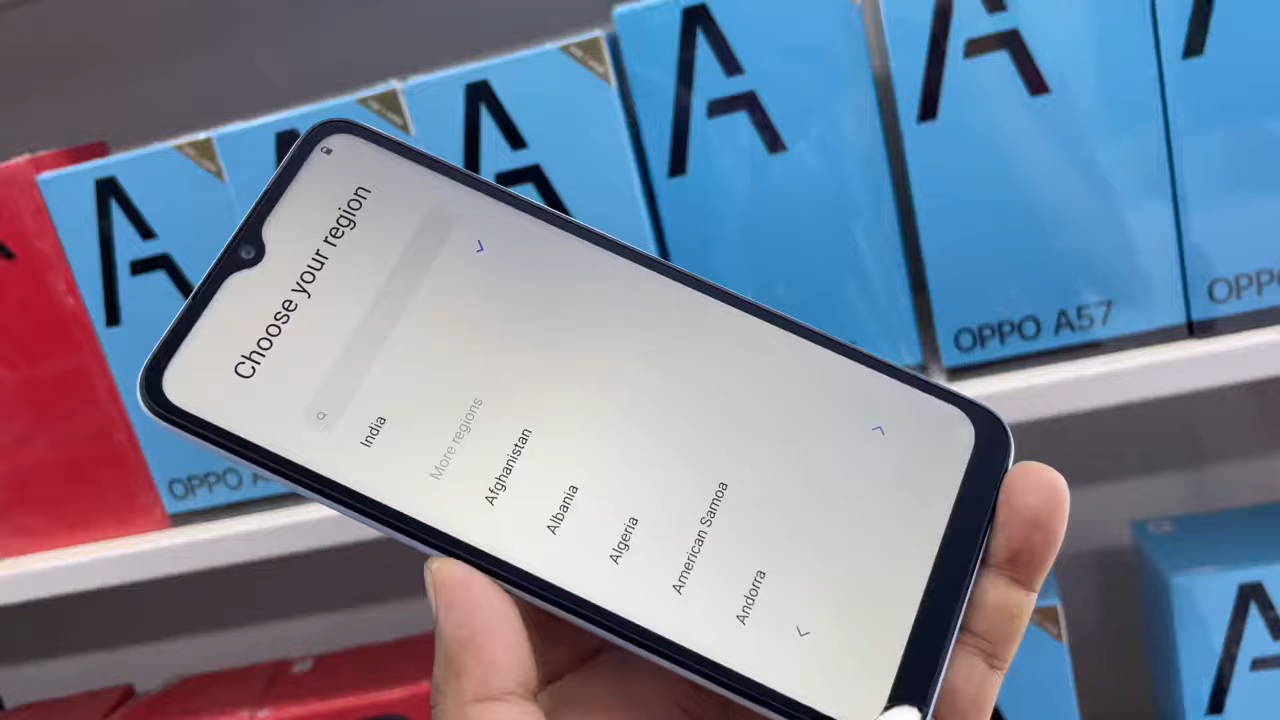 Choose your region
India
More regions
Afghanistan
Albania
Algeria
American Samoa
Andorra
OPPO A57
OPPO
OPPO A